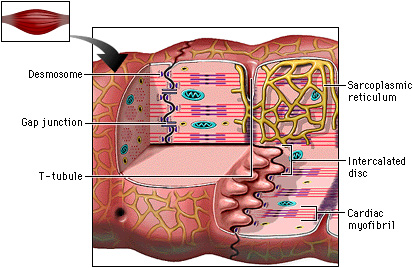 Desmosome
Gap junction
T-tubule
Sarcoplasmic
reticulum
Intercalated
disc
Cardiac
myofibril